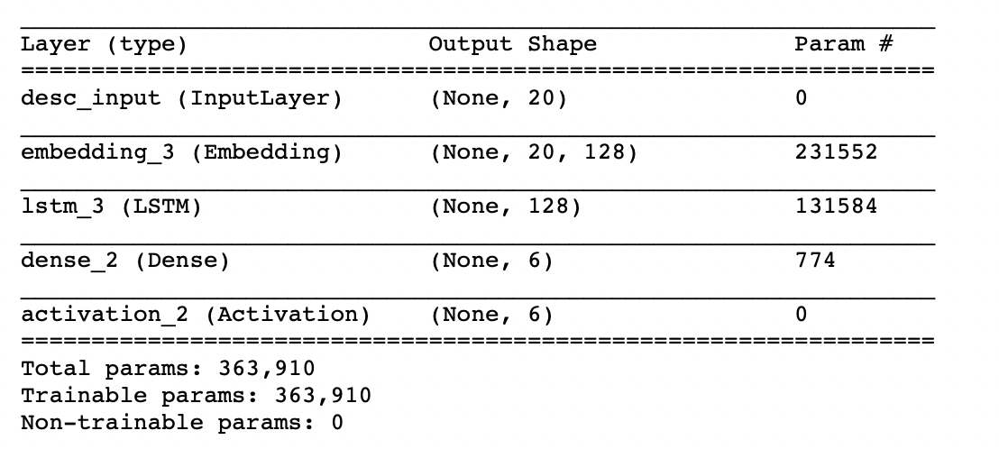 Layer (type) Output Shape Param #
=================================================================
desc_input (InputLayer) (None, 20) 0
_________________________________________________________________
embedding_3 (Embedding) (None, 20, 128) 231552
_________________________________________________________________
lstm_3 (LSTM) (None, 128) 131584
_________________________________________________________________
dense_2 (Dense) (None, 6) 774
_________________________________________________________________
activation_2 (Activation) (None, 6) 0
=================================================================
Total params: 363,910
Trainable params: 363,910
Non-trainable params: 0